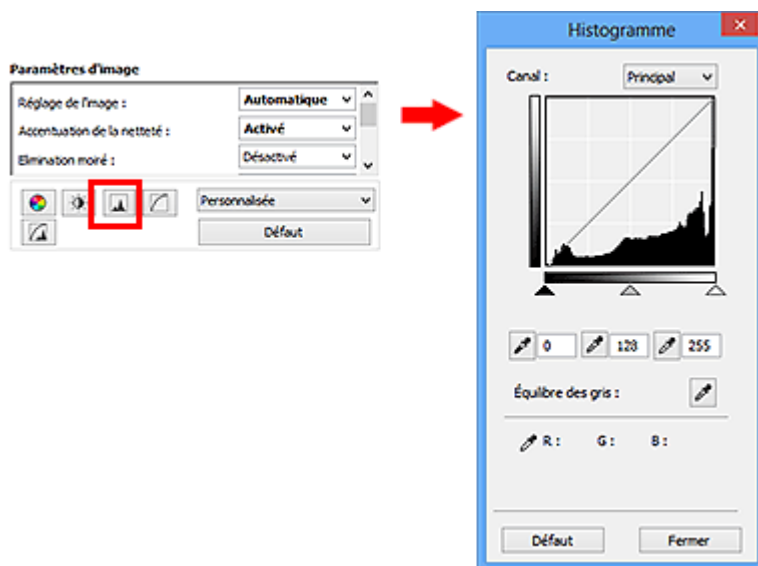 Paramètres d'image
Réglage de l'image : Automatique
Accentuation de la netteté : Activé
Elimination moiré : Désactivé
Personnalisée
Défaut
Histogramme
Canal : Principal
0 128 255
Équilibre des gris :
R : G : B :
Défaut Fermer